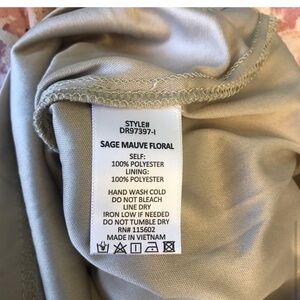 STYLE#
DR97397-I
SAGE MAUVE FLORAL
SELF:
100% POLYESTER
LINING:
100% POLYESTER
HAND WASH COLD
DO NOT BLEACH
LINE DRY
IRON LOW IF NEEDED
DO NOT TUMBLE DRY
RN# 115602
MADE IN VIETNAM